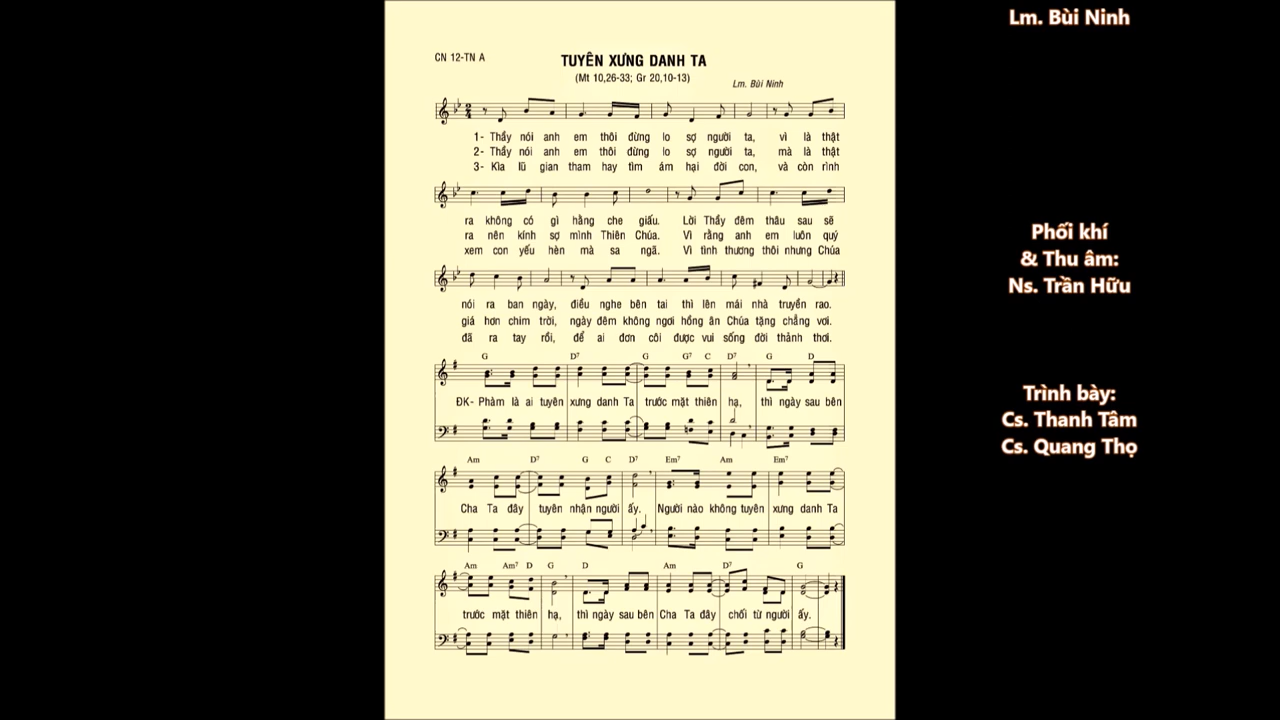 Lm. Bùi Ninh
CN 12-TN A
TUYÊN XƯNG DANH TA
(Mt 10,26-33; Gr 20,10-13)
Lm. Bùi Ninh
1- Thầy nói anh em thôi đừng lo sợ người ta, vì là thật
2- Thầy nói anh em thôi đừng lo sợ người ta, mà là thật
3- Kìa lũ gian tham hay tìm ám hại đời con, và còn rình
ra không có gì hằng che giấu. Lời Thầy đêm thâu sau sẽ
ra nên kính sợ mình Thiên Chúa. Vì rằng anh em luôn quý
xem con yếu hèn mà sa ngã. Vì tình thương thôi nhưng Chúa
nói ra ban ngày, điều nghe bên tai thì lên mái nhà truyền rao.
giá hơn chim trời, ngày đêm không ngơi hồng ân Chúa tặng chẳng vơi.
đã ra tay rồi, để ai đơn côi được vui sống đời thảnh thơi.
G D7 G G7 C D7 G D
ĐK- Phàm là ai tuyên xưng danh Ta trước mặt thiên hạ, thì ngày sau bên
Am D7 G C D7 Em7 Am Em7
Cha Ta đây tuyên nhận người ấy. Người nào không tuyên xưng danh Ta
Am Am7 D G D Am D7 G
trước mặt thiên hạ, thì ngày sau bên Cha Ta đây chối từ người ấy.
Phối khí
& Thu âm:
Ns. Trần Hữu
Trình bày:
Cs. Thanh Tâm
Cs. Quang Thọ